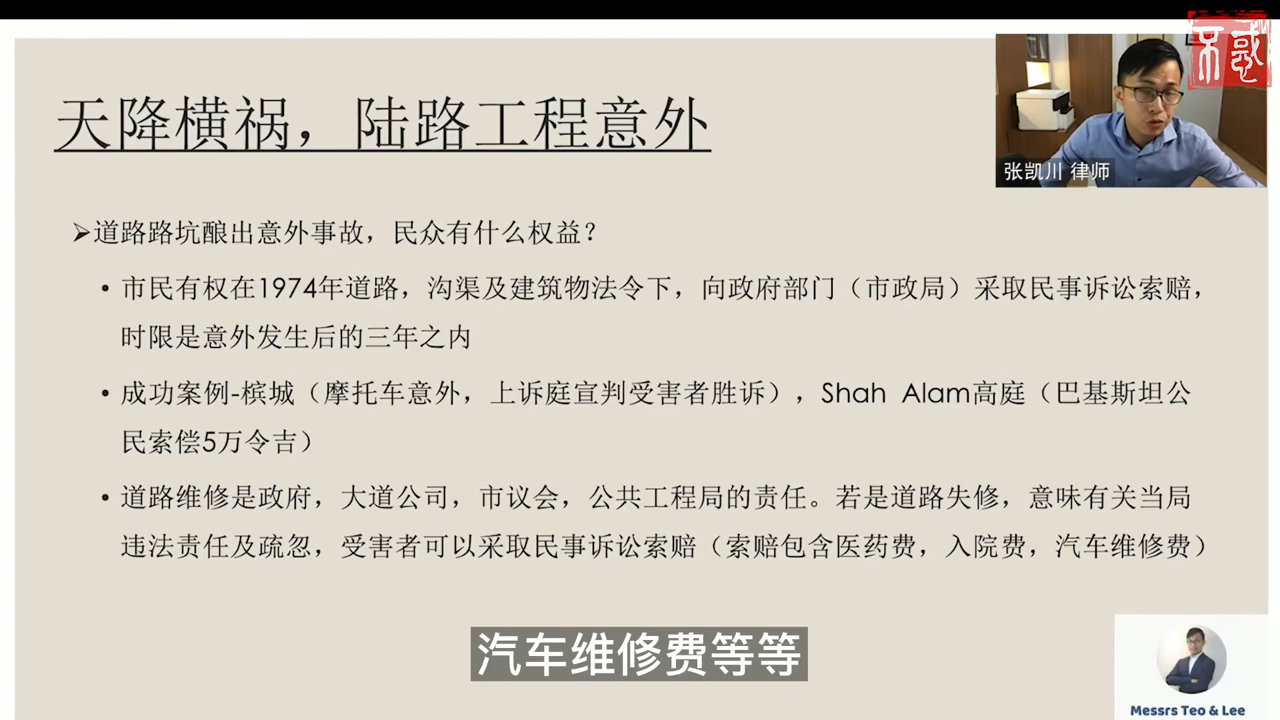 不惑
天降横祸，陆路工程意外
张凯川 律师
➢道路路坑酿出意外事故，民众有什么权益？
• 市民有权在1974年道路，沟渠及建筑物法令下，向政府部门（市政局）采取民事诉讼索赔，
时限是意外发生后的三年之内
• 成功案例-槟城（摩托车意外，上诉庭宣判受害者胜诉），Shah Alam高庭（巴基斯坦公
民索偿5万令吉）
• 道路维修是政府，大道公司，市议会，公共工程局的责任。若是道路失修，意味有关当局
违法责任及疏忽，受害者可以采取民事诉讼索赔（索赔包含医药费，入院费，汽车维修费）
汽车维修费等等
Messrs Teo & Lee